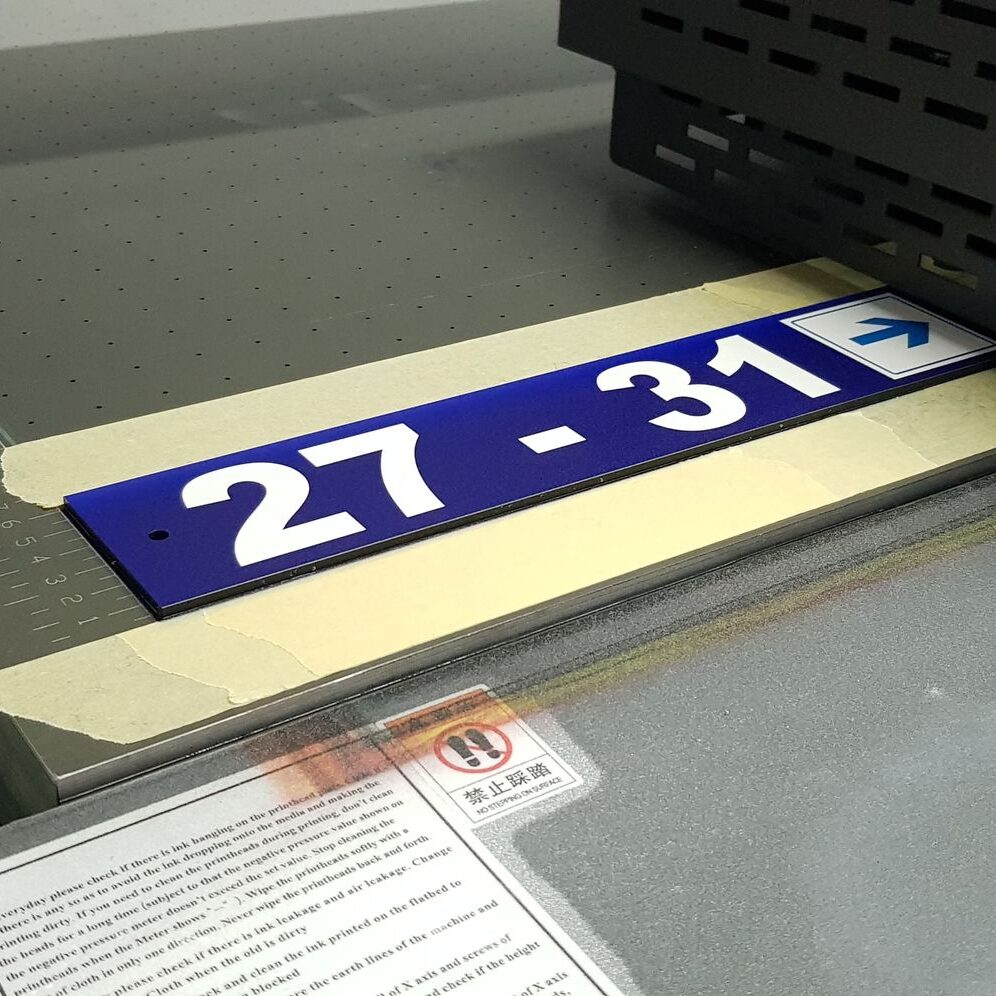 27 - 31
6
5
4
3
2
1
禁止踩踏
NO STEPPING ON SURFACE
everyday please check if there is ink hanging on the printhead
there is any so as to avoid the ink dropping onto the media and making the
printing dirty. If you need to clean the printheads during printing, don't clean
the heads for a long time (subject to that the negative pressure value shown on
the negative pressure meter doesn't exceed the set value. Stop cleaning the
printheads when the Meter shows "- - "). Wipe the printheads softly with a
of cloth in only one direction. Never wipe the printheads back and forth
please check if there is ink leakage and air leakage. Change
Cloth when the old is dirty
and clean the ink printed on the flatbed to
blocked
the earth lines of the machine and
of X axis and screws of
check if the height
of X axis